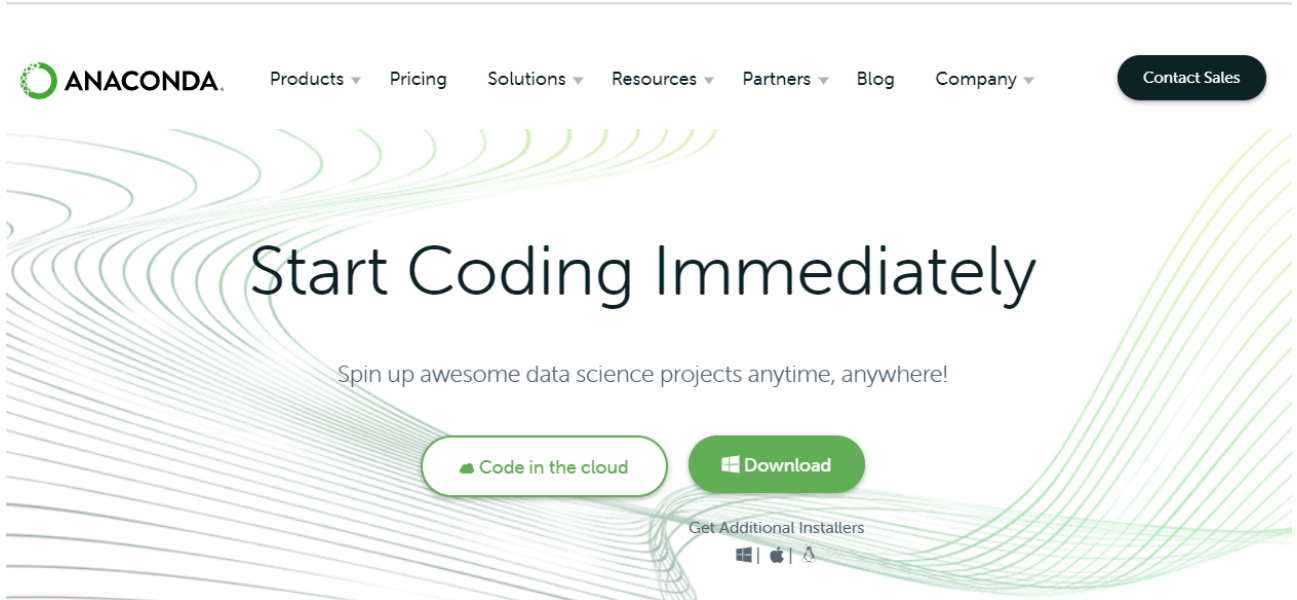 ANACONDA.
Products Pricing Solutions Resources Partners Blog Company Contact Sales
Start Coding Immediately
Spin up awesome data science projects anytime, anywhere!
Code in the cloud Download
Get Additional Installers
| |